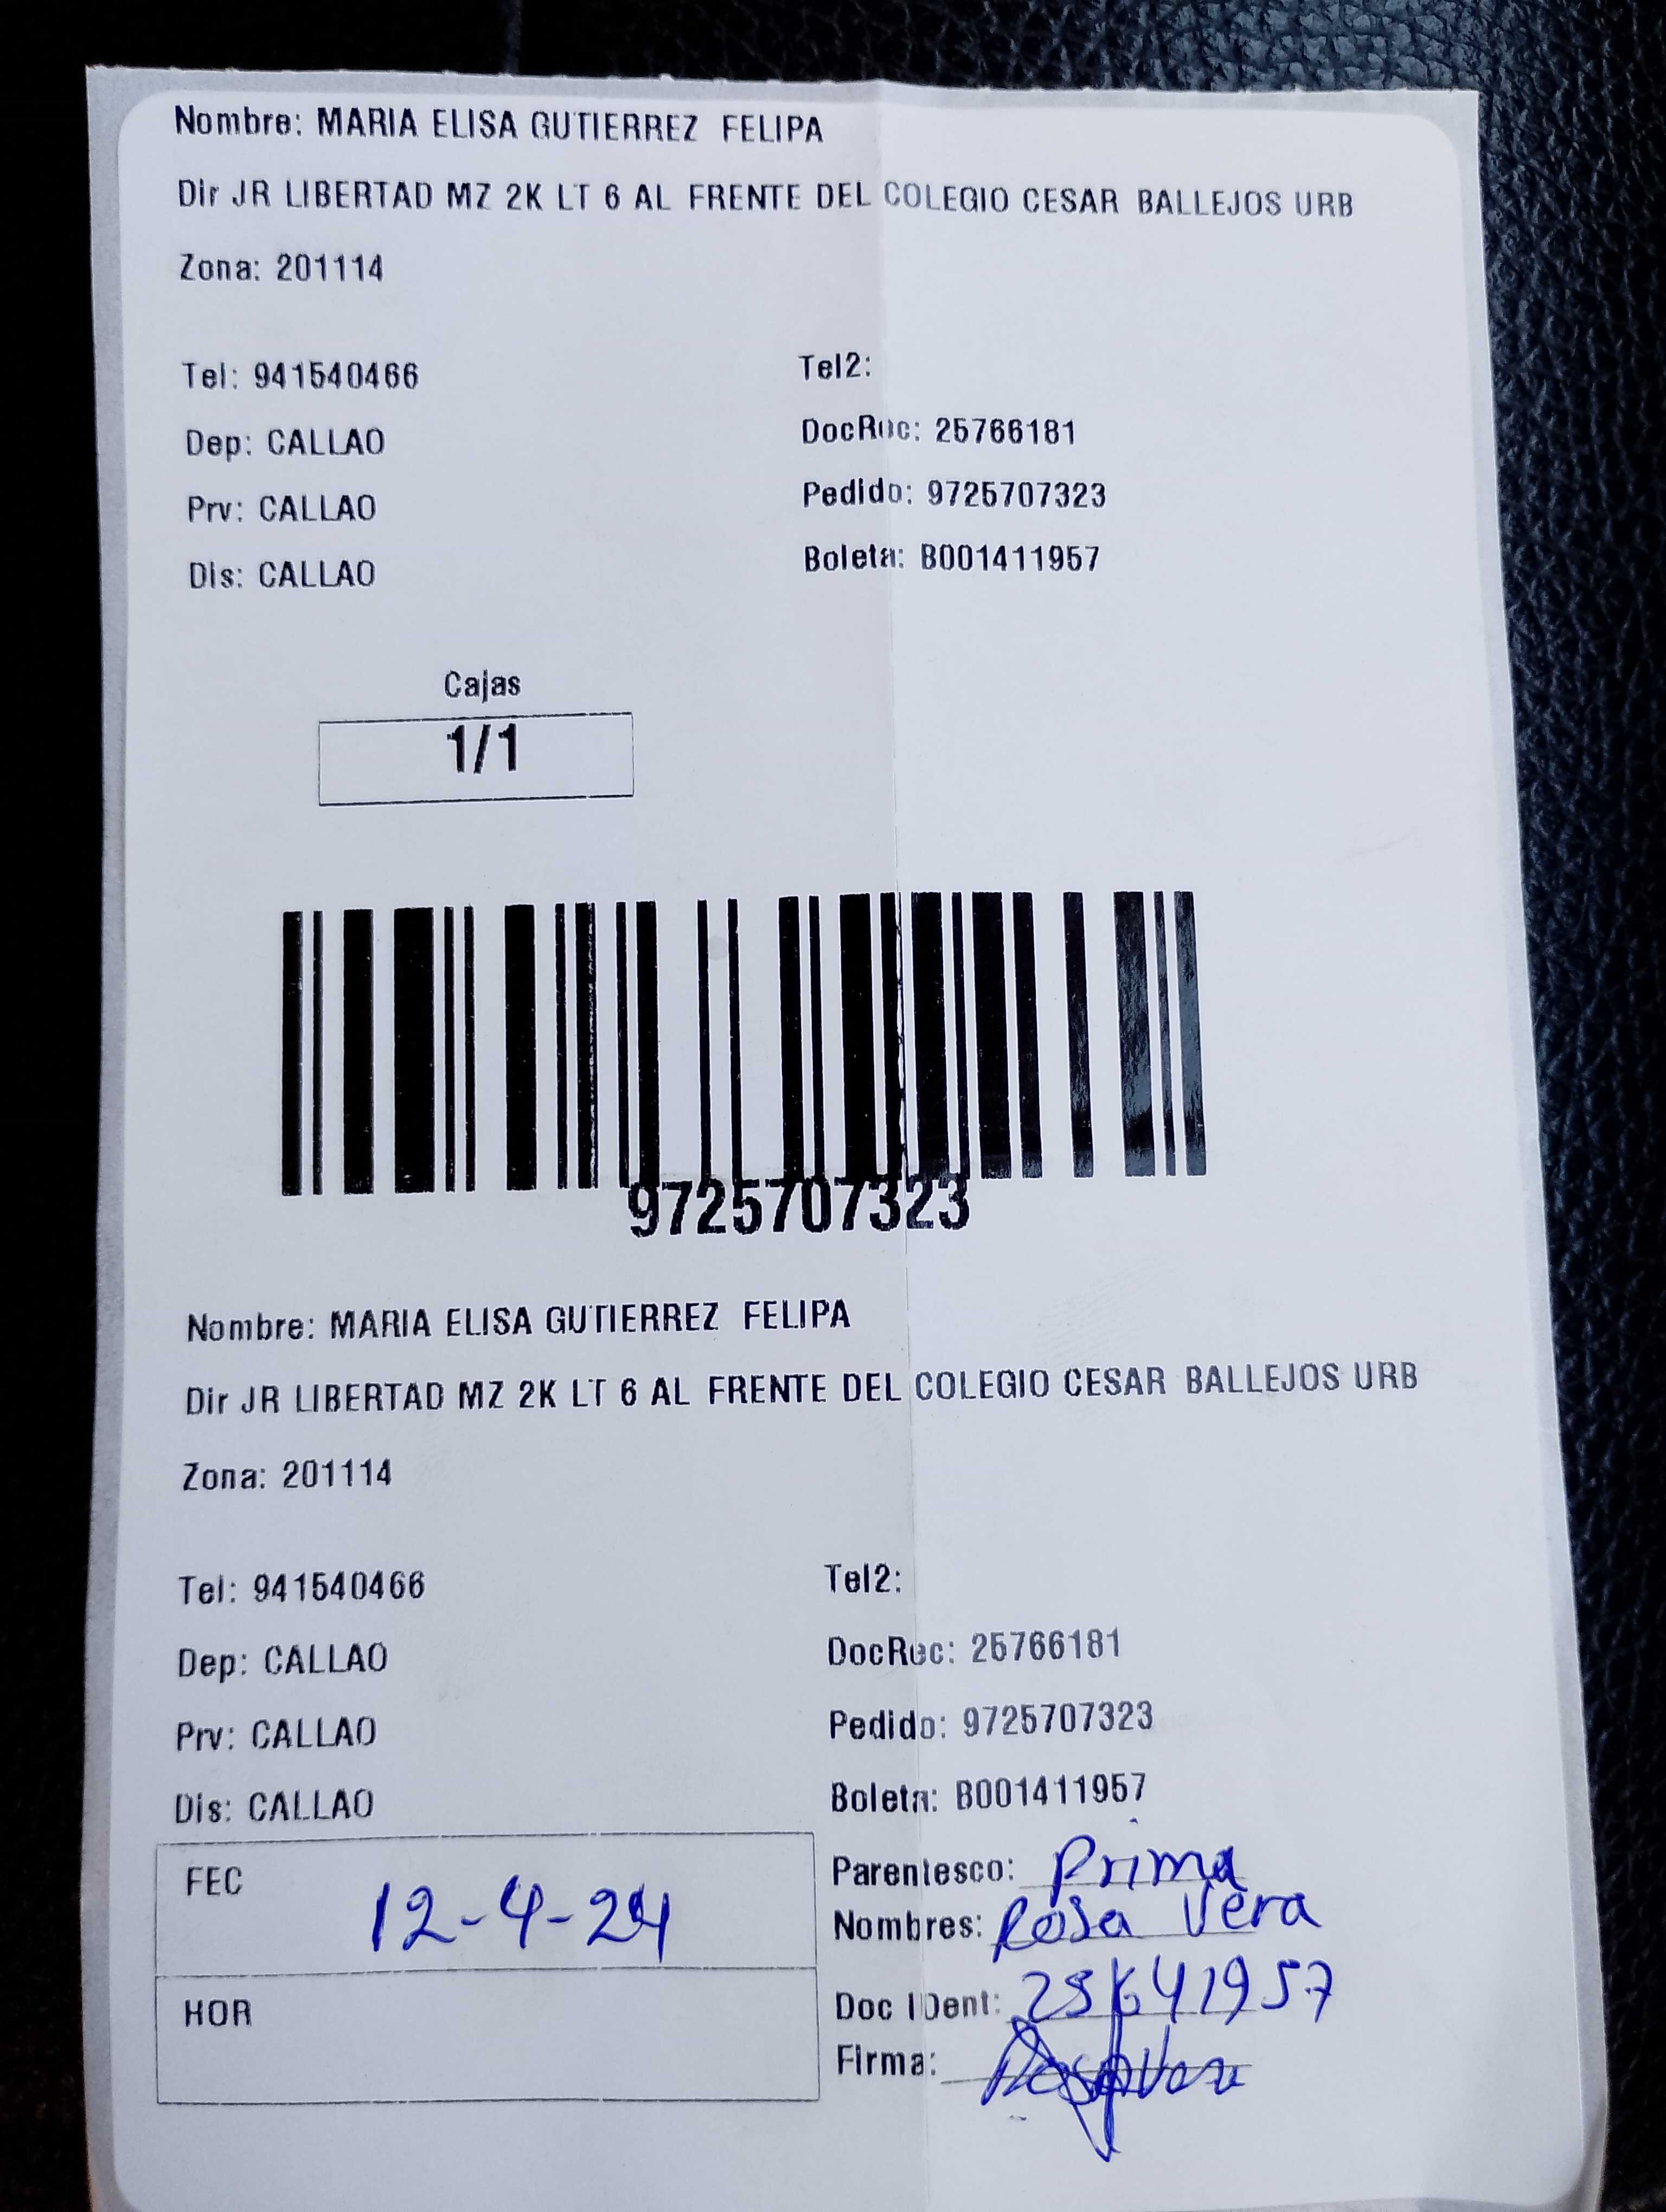 Nombre: MARIA ELISA GUTIERREZ FELIPA
Dir JR LIBERTAD MZ 2K LT 6 AL FRENTE DEL COLEGIO CESAR BALLEJOS URB
Zona: 201114
Tel: 941540466 Tel2:
Dep: CALLAO DocRec: 25766181
Prv: CALLAO Pedido: 9725707323
Dis: CALLAO Boleta: B001411957
Cajas
1/1
9725707323
Nombre: MARIA ELISA GUTIERREZ FELIPA
Dir JR LIBERTAD MZ 2K LT 6 AL FRENTE DEL COLEGIO CESAR BALLEJOS URB
Zona: 201114
Tel: 941540466 Tel2:
Dep: CALLAO DocRec: 25766181
Prv: CALLAO Pedido: 9725707323
Dis: CALLAO Boleta: B001411957
FEC 12-4-24
HOR
Parentesco: Prima
Nombres: Rosa Vera
Doc IDent: 25641957
Firma: Rosa Vera